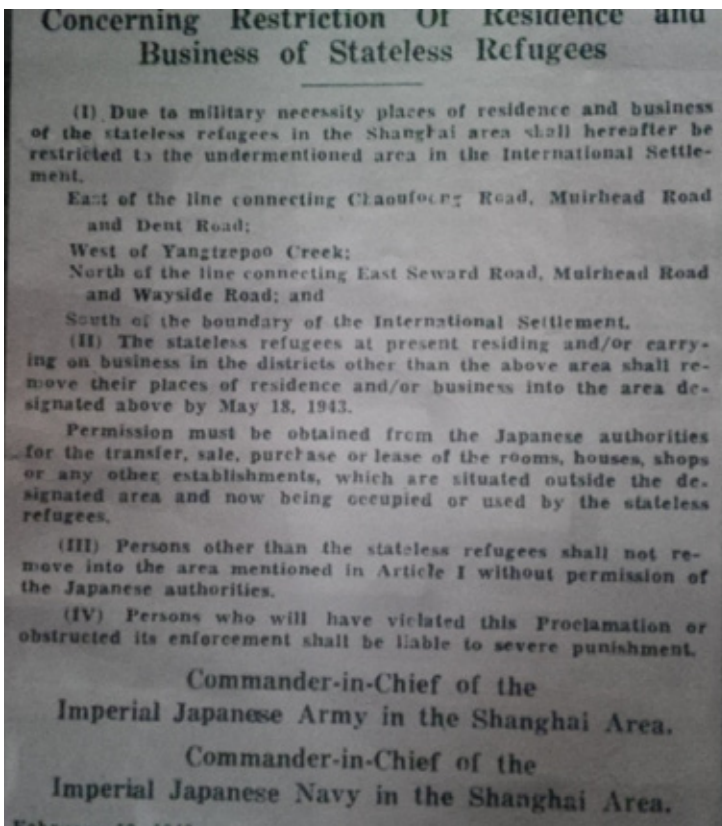 Concerning Restriction Of Residence and
Business of Stateless Refugees
(I) Due to military necessity places of residence and business
of the stateless refugees in the Shanghai area shall hereafter be
restricted to the undermentioned area in the International Settle-
ment.
East of the line connecting Chaoufoong Road, Muirhead Road
and Dent Road;
West of Yangtzepoo Creek;
North of the line connecting East Seward Road, Muirhead Road
and Wayside Road; and
South of the boundary of the International Settlement.
(II) The stateless refugees at present residing and/or carry-
ing on business in the districts other than the above area shall re-
move their places of residence and/or business into the area de-
signated above by May 18, 1943.
Permission must be obtained from the Japanese authorities
for the transfer, sale, purchase or lease of the rooms, houses, shops
or any other establishments, which are situated outside the de-
signated area and now being occupied or used by the stateless
refugees.
(III) Persons other than the stateless refugees shall not re-
move into the area mentioned in Article I without permission of
the Japanese authorities.
(IV) Persons who will have violated this Proclamation or
obstructed its enforcement shall be liable to severe punishment.
Commander-in-Chief of the
Imperial Japanese Army in the Shanghai Area.
Commander-in-Chief of the
Imperial Japanese Navy in the Shanghai Area.